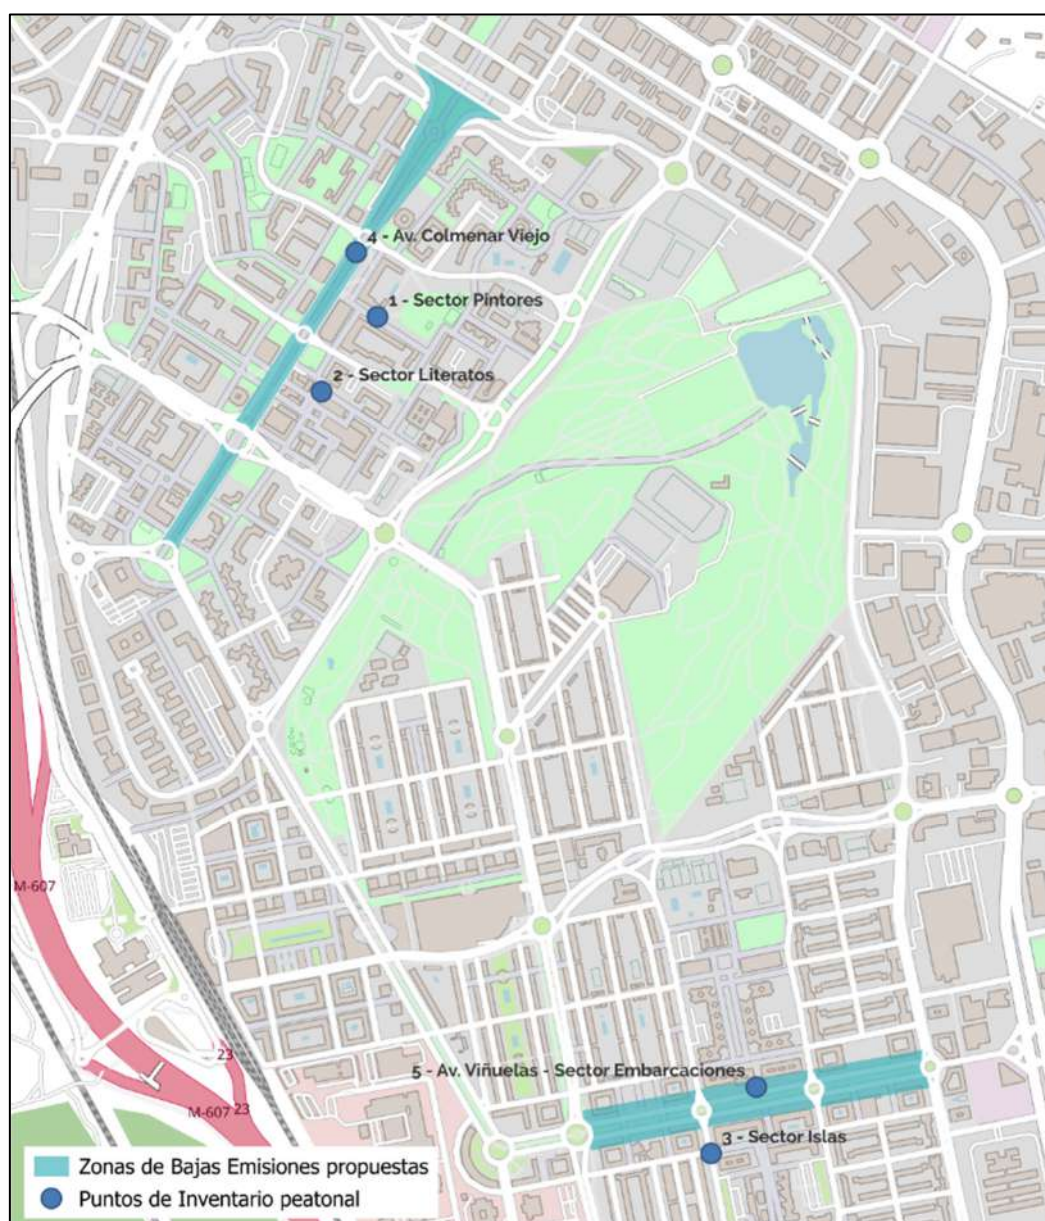 4 - Av. Colmenar Viejo
1 - Sector Pintores
2 - Sector Literatos
M-607
23
M-607
23
5 - Av. Viñuelas - Sector Embarcaciones
3 - Sector Islas
Zonas de Bajas Emisiones propuestas
Puntos de Inventario peatonal